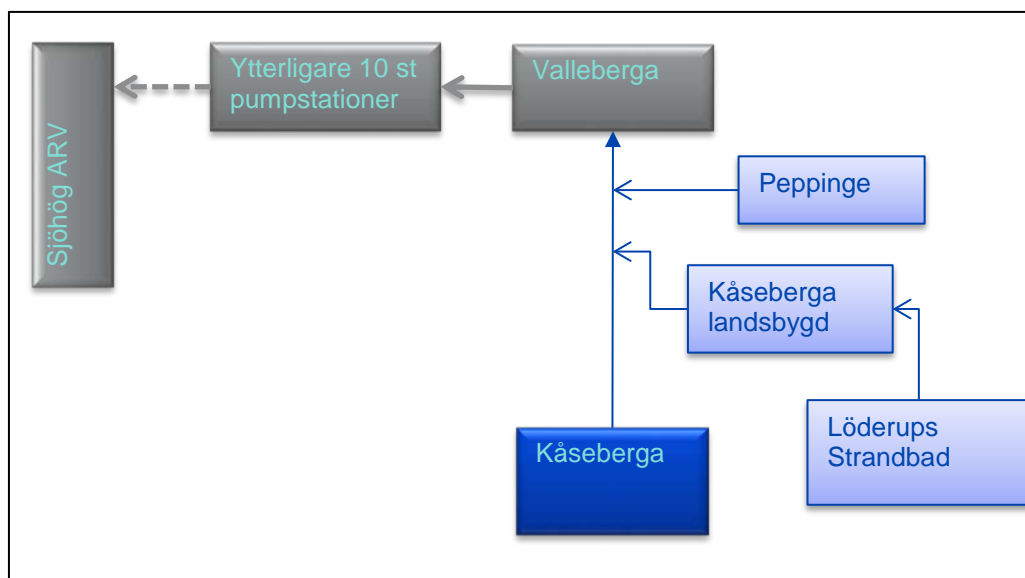 Sjöhög ARV
Ytterligare 10 st
pumpstationer
Valleberga
Peppinge
Kåseberga
landsbygd
Löderups
Strandbad
Kåseberga